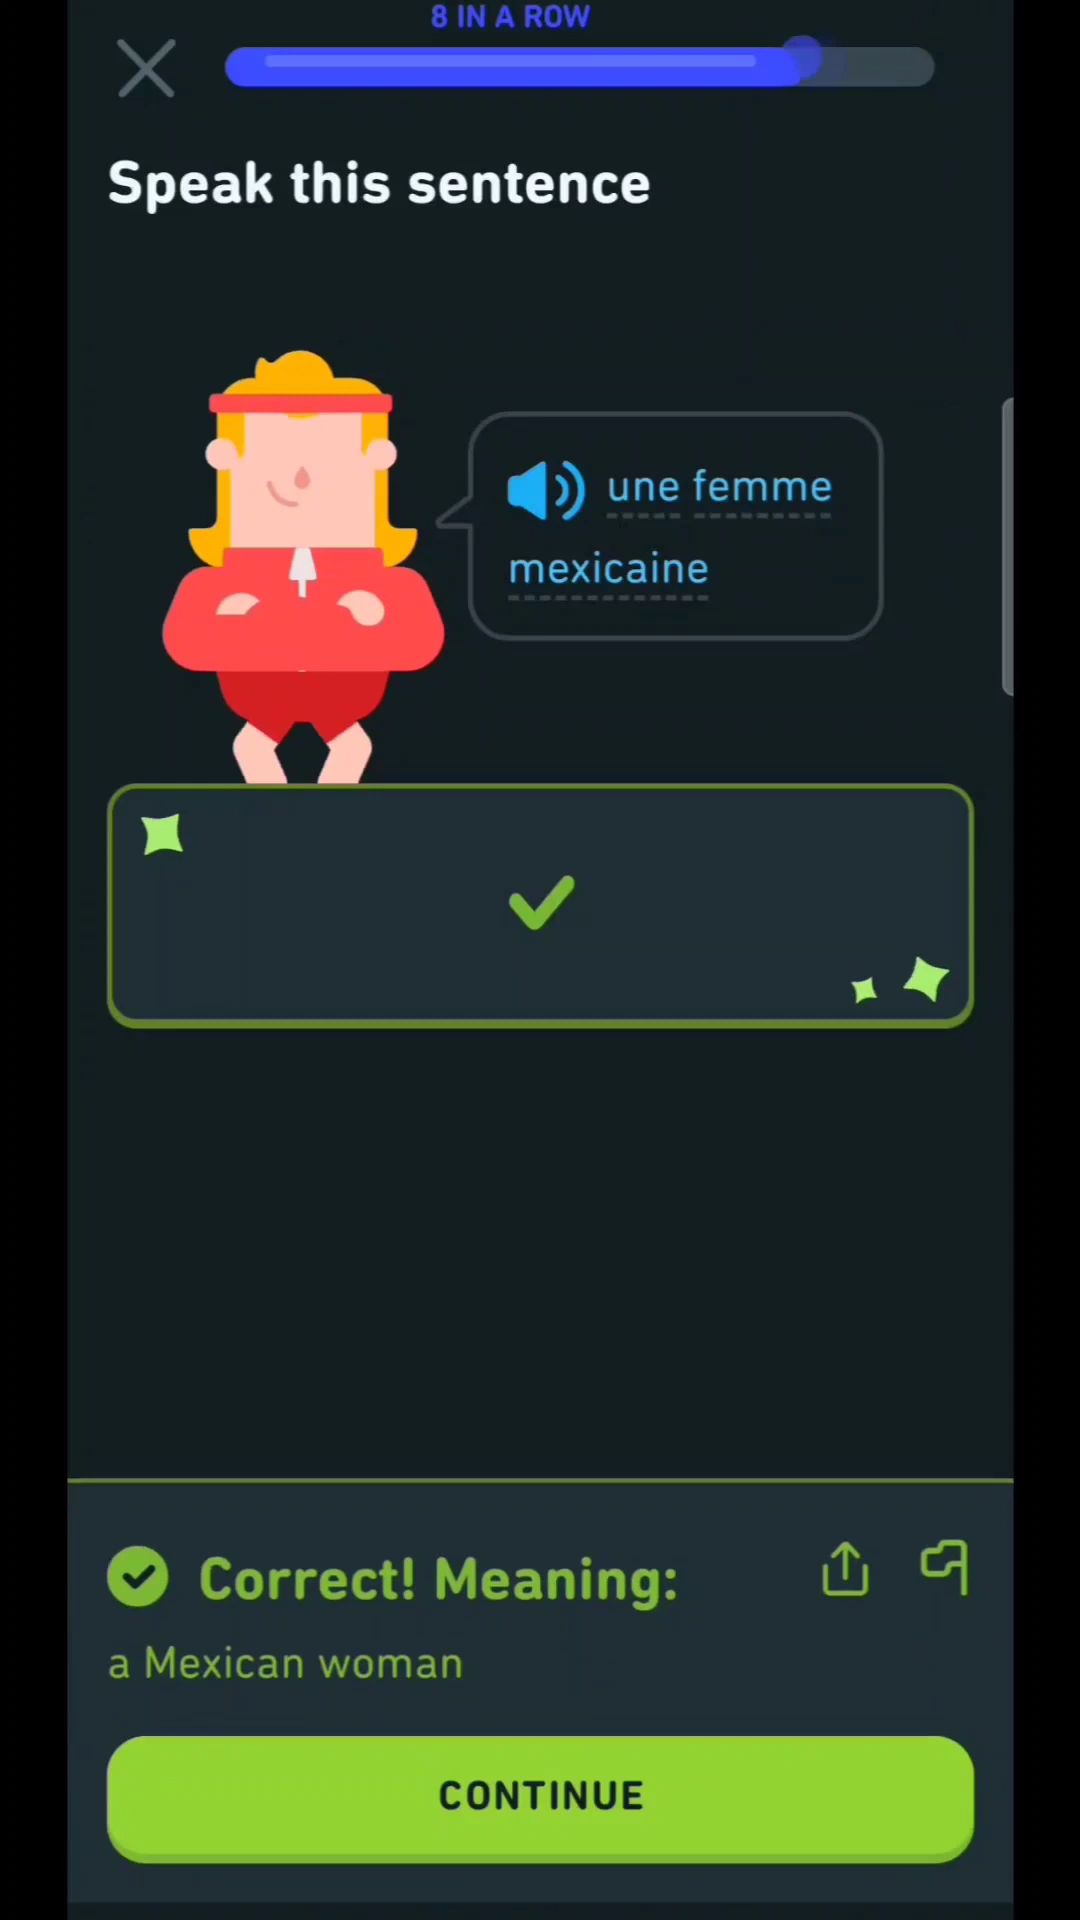 8 IN A ROW
Speak this sentence
une femme
mexicaine
Correct! Meaning:
a Mexican woman
CONTINUE